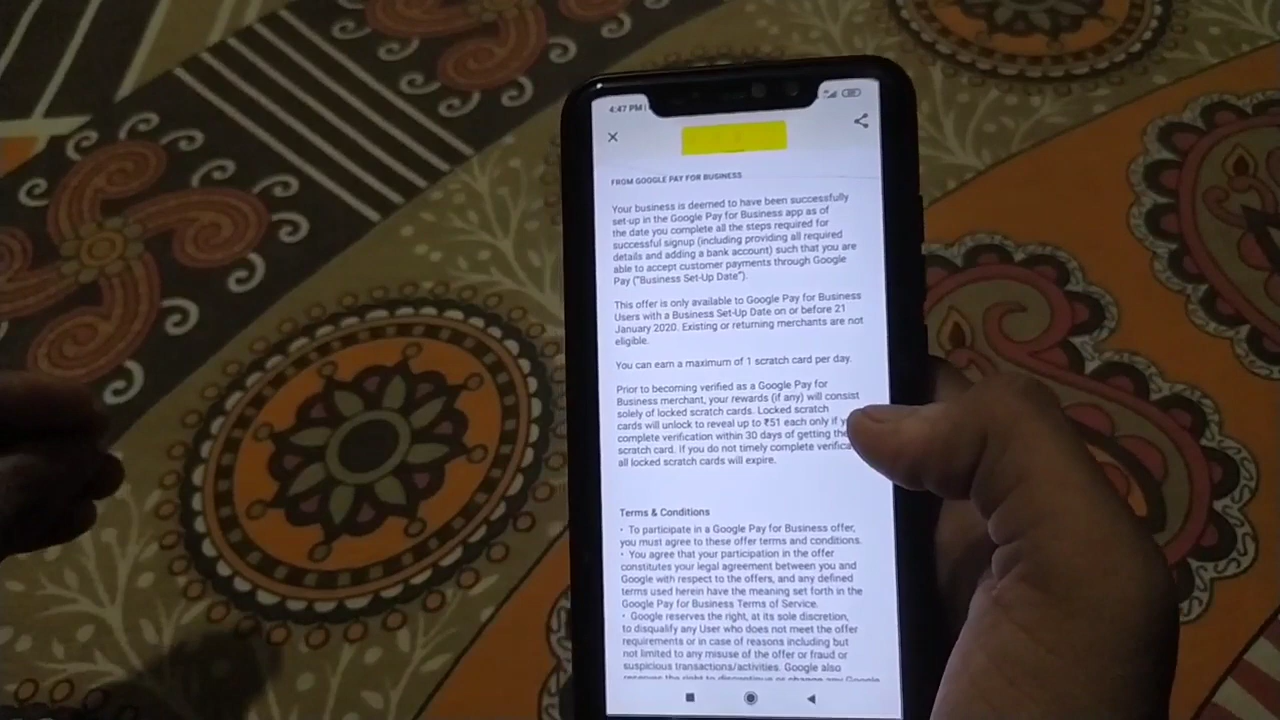 4:47 PM
FROM GOOGLE PAY FOR BUSINESS
Your business is deemed to have been successfully
set-up in the Google Pay for Business app as of
the date you complete all the steps required for
successful signup (including providing all required
details and adding a bank account) such that you are
able to accept customer payments through Google
Pay ("Business Set-Up Date").
This offer is only available to Google Pay for Business
Users with a Business Set-Up Date on or before 21
January 2020. Existing or returning merchants are not
eligible.
You can earn a maximum of 1 scratch card per day.
Prior to becoming verified as a Google Pay for
Business merchant, your rewards (if any) will consist
solely of locked scratch cards. Locked scratch
cards will unlock to reveal up to ₹51 each only if
complete verification within 30 days of getting the
scratch card. If you do not timely complete
all locked scratch cards will expire.
Terms & Conditions
• To participate in a Google Pay for Business offer,
you must agree to these offer terms and conditions.
• You agree that your participation in the offer
constitutes your legal agreement between you and
Google with respect to the offers, and any defined
terms used herein have the meaning set forth in the
Google Pay for Business Terms of Service.
• Google reserves the right, at its sole discretion,
to disqualify any User who does not meet the offer
requirements or in case of reasons including but
not limited to any misuse of the offer or fraud or
suspicious transactions/activities. Google also
reserves the right to discontinue or change any Google